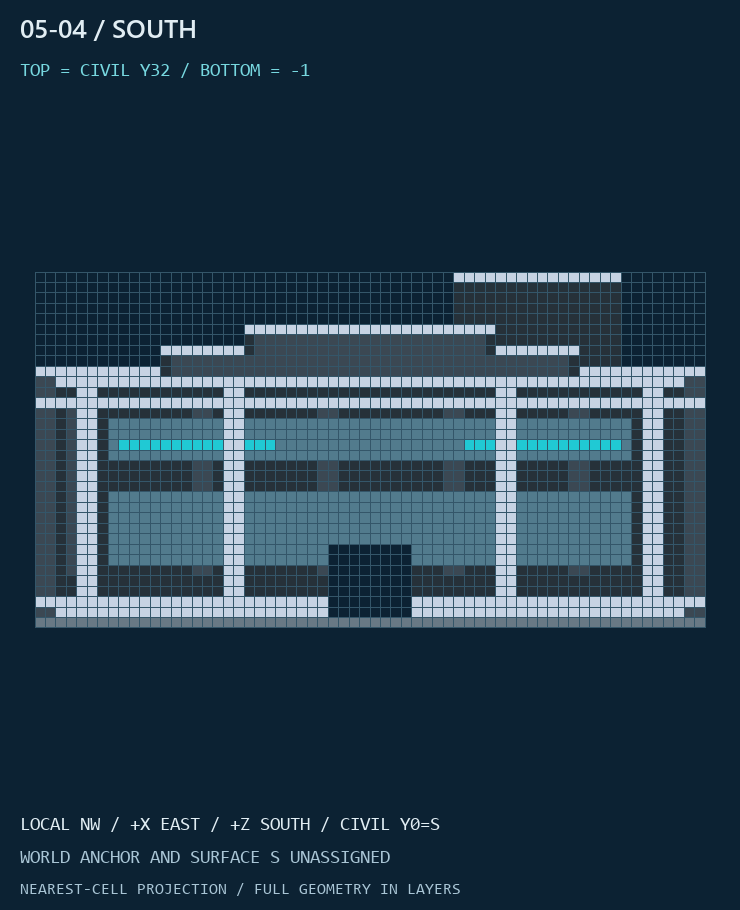 05-04 / SOUTH
TOP = CIVIL Y32 / BOTTOM = -1
LOCAL NW / +X EAST / +Z SOUTH / CIVIL Y0=S
WORLD ANCHOR AND SURFACE S UNASSIGNED
NEAREST-CELL PROJECTION / FULL GEOMETRY IN LAYERS